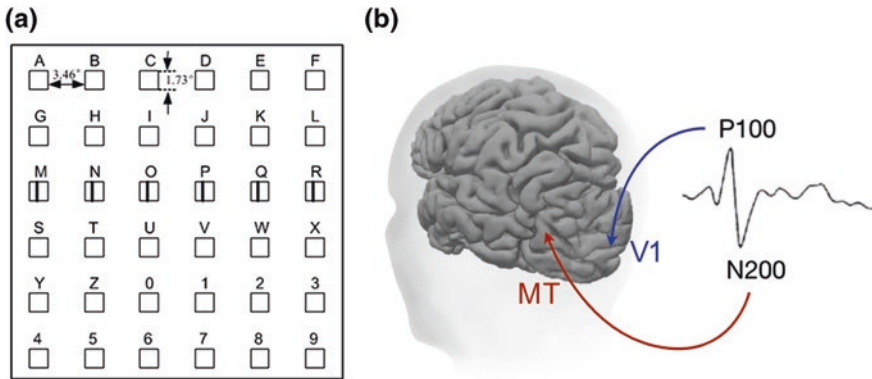 (a)
A B C D E F
3.46° 1.73°
G H I J K L
M N O P Q R
S T U V W X
Y Z 0 1 2 3
4 5 6 7 8 9
(b)
P100
V1
N200
MT